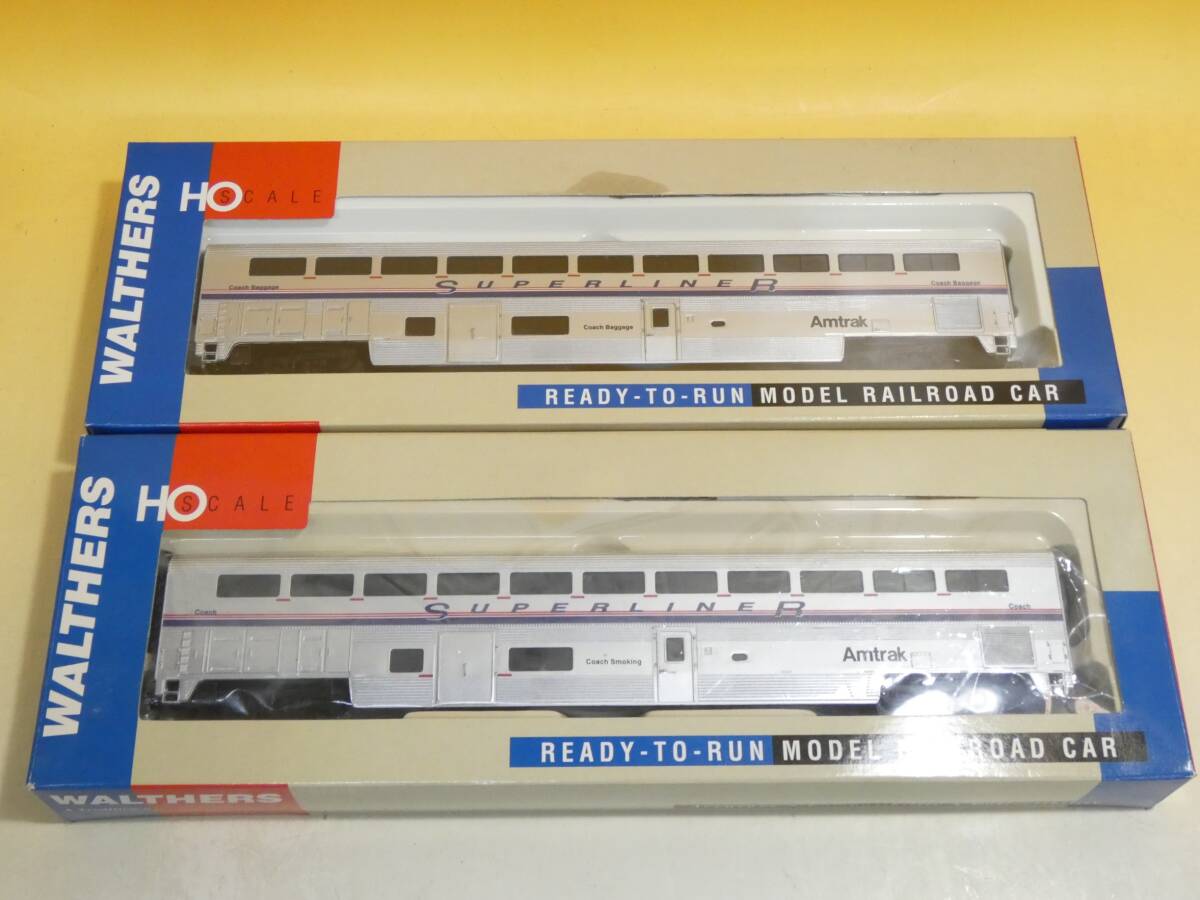 WALTHERS
HO SCALE
Coach Baggage
SUPERLINER
Coach Baggage
Coach Baggage
Amtrak
READY-TO-RUN MODEL RAILROAD CAR
WALTHERS
HO SCALE
Coach
SUPERLINER
Coach
Coach Smoking
Amtrak
READY-TO-RUN MODEL RAILROAD CAR
WALTHERS